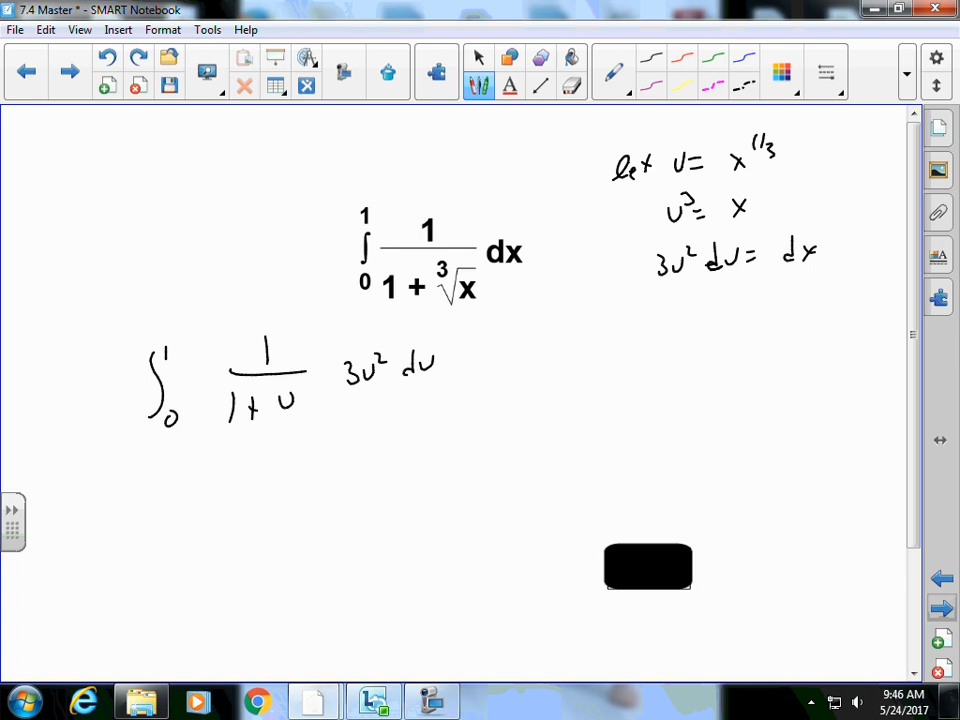 7.4 Master * - SMART Notebook
File Edit View Insert Format Tools Help
let u = x^(1/3)
u³ = x
3u² du = dx
∫₀¹ 1/(1 + ∛x) dx
∫₀¹ 1/(1 + u) 3u² du
9:46 AM
5/24/2017